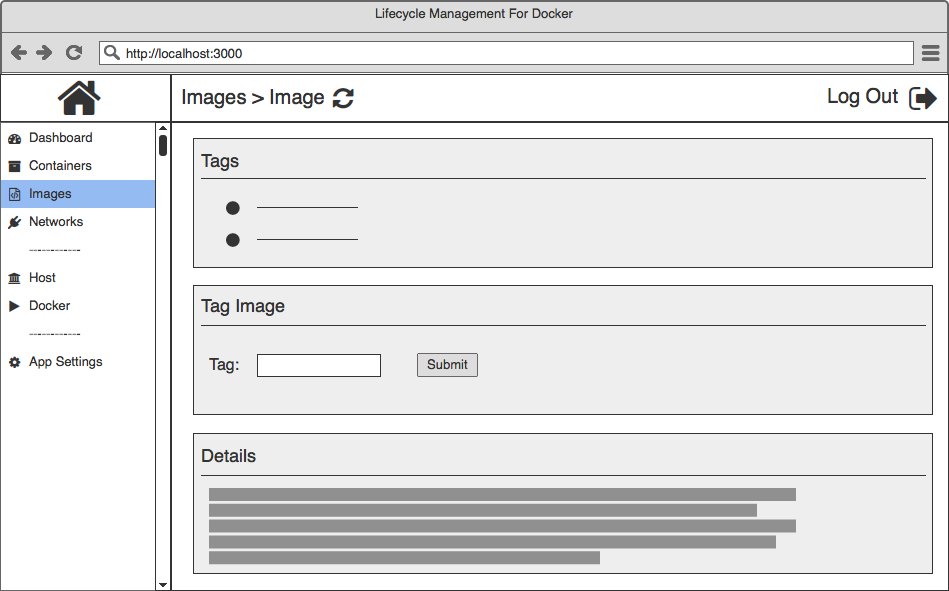 Lifecycle Management For Docker
http://localhost:3000
Images > Image
Log Out
Dashboard
Containers
Images
Networks
------------
Host
Docker
------------
App Settings
Tags
Tag Image
Tag:
Submit
Details